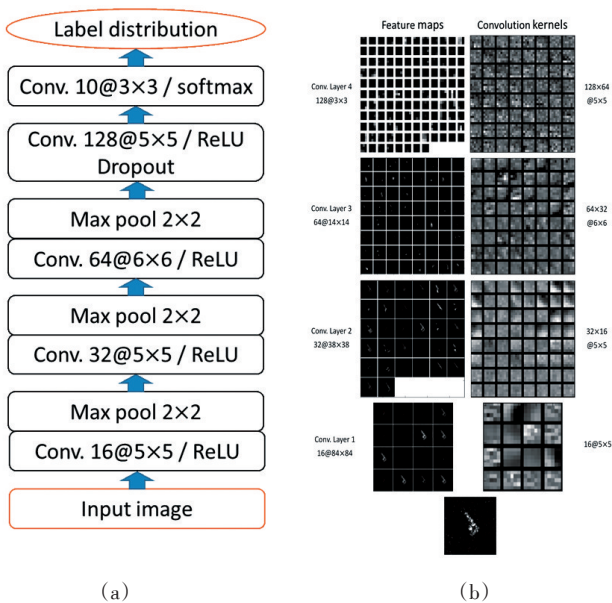 Label distribution
Conv. 10@3×3 / softmax
Conv. 128@5×5 / ReLU
Dropout
Max pool 2×2
Conv. 64@6×6 / ReLU
Max pool 2×2
Conv. 32@5×5 / ReLU
Max pool 2×2
Conv. 16@5×5 / ReLU
Input image
(a)
Feature maps
Convolution kernels
Conv. Layer 4
128@3×3
128×64
@5×5
Conv. Layer 3
64@14×14
64×32
@6×6
Conv. Layer 2
32@38×38
32×16
@5×5
Conv. Layer 1
16@84×84
16@5×5
(b)